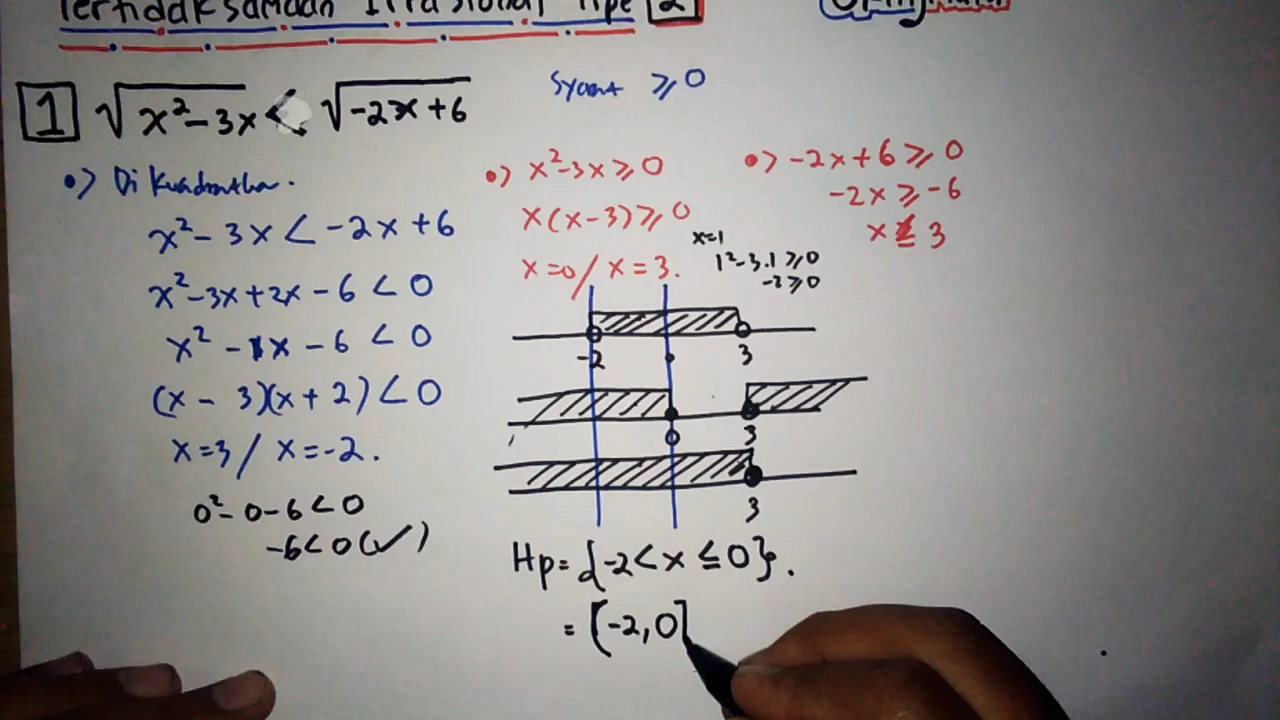 Pertidaksamaan Irrasional Tipe 2
1 √(x²-3x) < √(-2x+6)
Syarat ≥ 0
•> Di Kuadratkan.
x² - 3x < -2x + 6
x² - 3x + 2x - 6 < 0
x² - 1x - 6 < 0
(x - 3)(x + 2) < 0
x = 3 / x = -2.
0² - 0 - 6 < 0
-6 < 0 (✓)
•> x² - 3x ≥ 0
x(x - 3) ≥ 0
x = 0 / x = 3.
x = 1
1² - 3.1 ≥ 0
-2 ≥ 0
•> -2x + 6 ≥ 0
-2x ≥ -6
x ≤ 3
-2 3
0 3
3
Hp = {-2 < x ≤ 0}.
= (-2, 0]